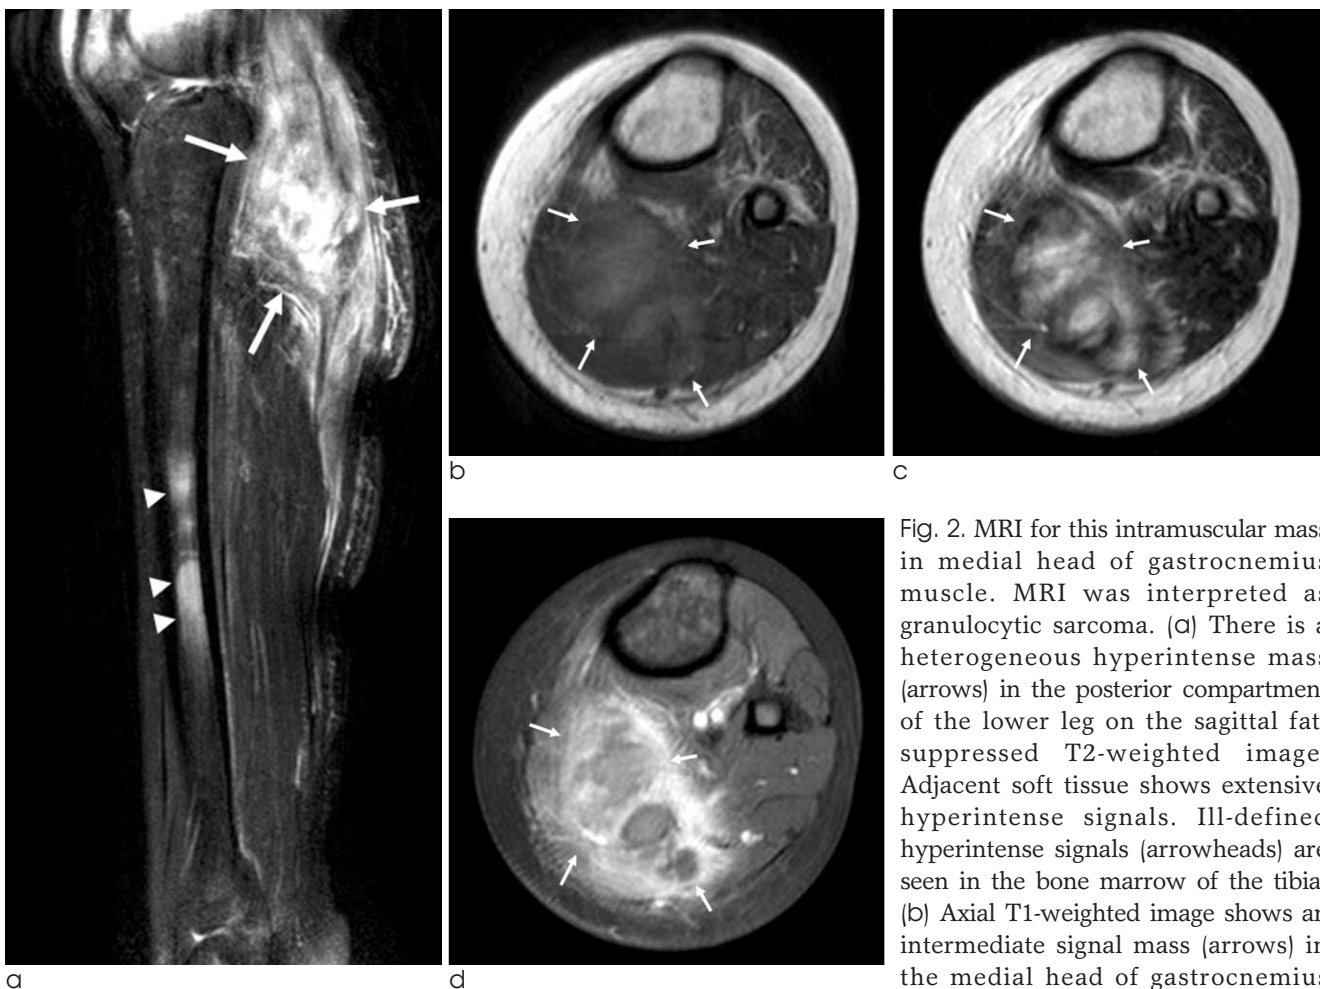 b
c
a
d
Fig. 2. MRI for this intramuscular mass
in medial head of gastrocnemius
muscle. MRI was interpreted as
granulocytic sarcoma. (a) There is a
heterogeneous hyperintense mass
(arrows) in the posterior compartment
of the lower leg on the sagittal fat
suppressed T2-weighted image
Adjacent soft tissue shows extensive
hyperintense signals. Ill-defined
hyperintense signals (arrowheads) are
seen in the bone marrow of the tibia
(b) Axial T1-weighted image shows an
intermediate signal mass (arrows) in
the medial head of gastrocnemius